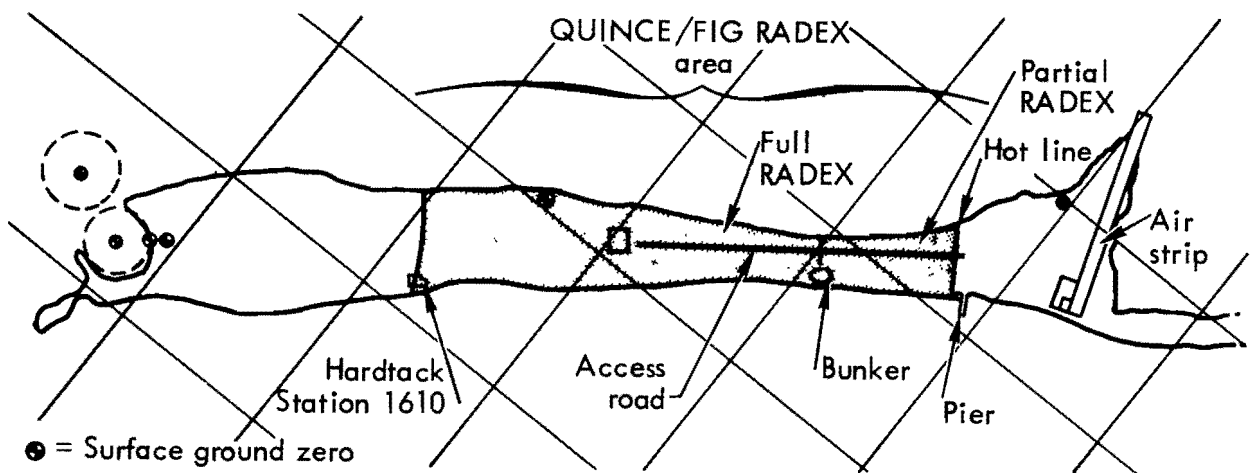 QUINCE/FIG RADEX
area
Partial
RADEX
Full
RADEX
Hot line
Air
strip
Hardtack
Station 1610
Access
road
Bunker
Pier
= Surface ground zero